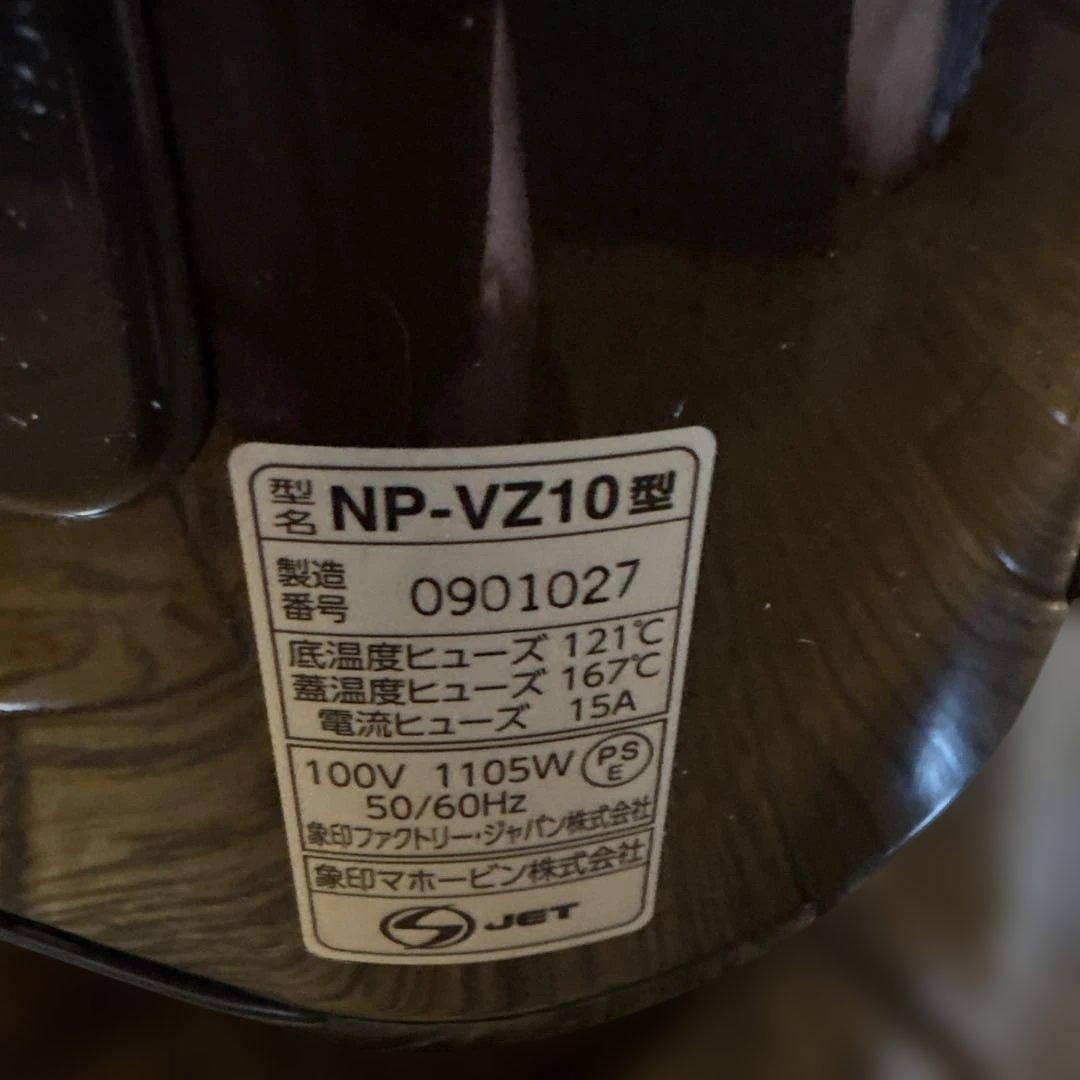 型名 NP-VZ10型
製造番号 0901027
底温度ヒューズ 121℃
蓋温度ヒューズ 167℃
電流ヒューズ 15A
100V 1105W PSE
50/60Hz
象印ファクトリー・ジャパン株式会社
象印マホービン株式会社
JET